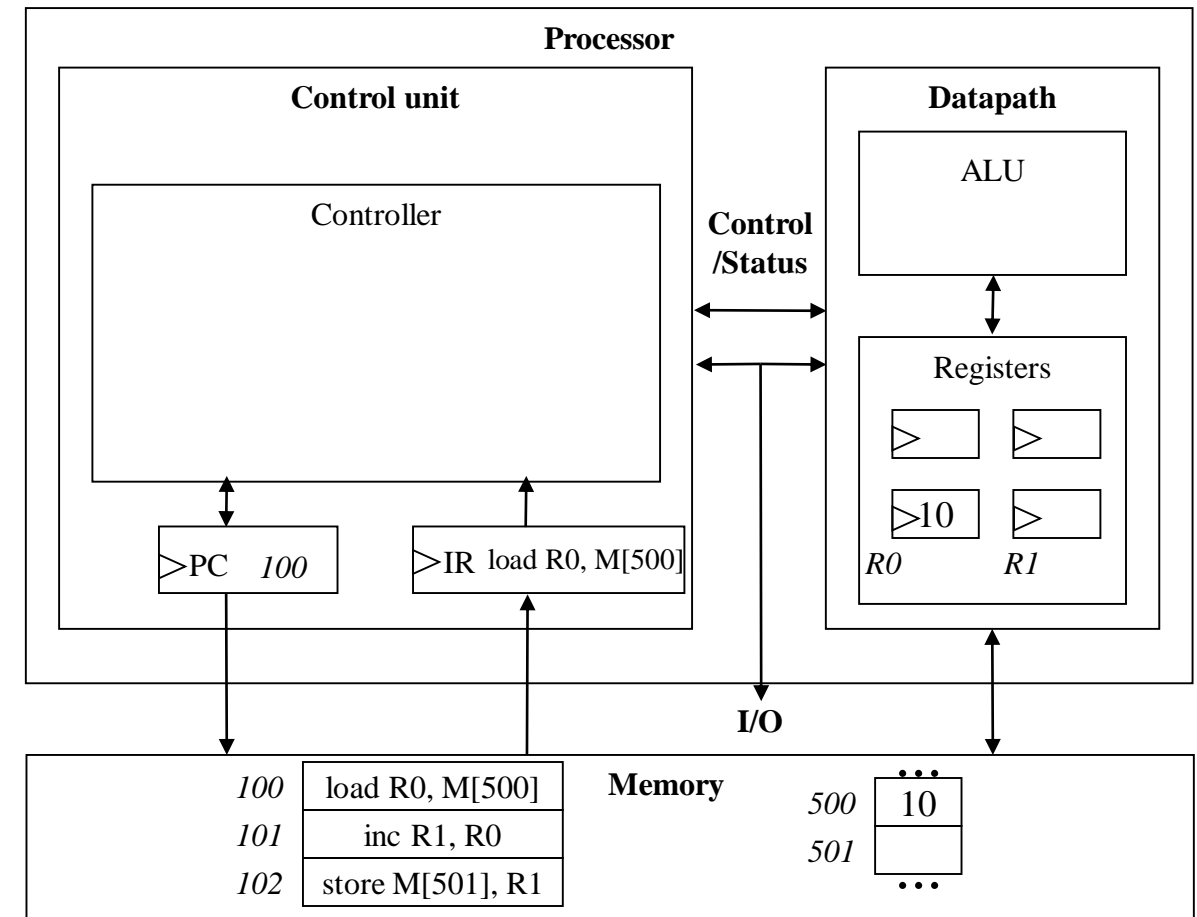 Processor
Control unit
Datapath
ALU
Controller
Control
/Status
Registers
10
R0
R1
PC 100
IR load R0, M[500]
I/O
Memory
100 load R0, M[500]
101 inc R1, R0
102 store M[501], R1
...
500 10
501
...